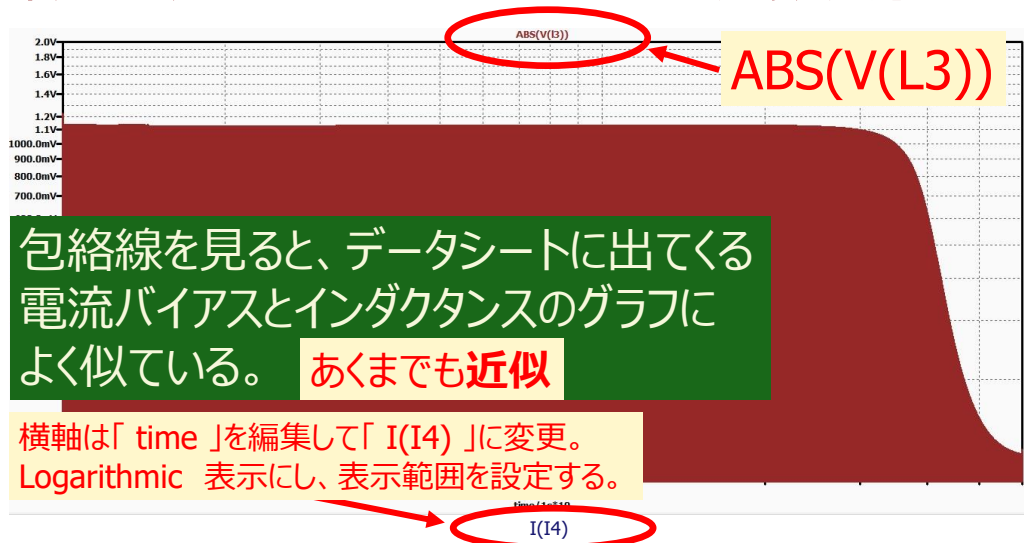 ABS(V(l3))
2.0V
1.8V
1.6V
1.4V
1.2V
1.1V
1000.0mV
900.0mV
800.0mV
700.0mV
ABS(V(L3))
包絡線を見ると、データシートに出てくる
電流バイアスとインダクタンスのグラフに
よく似ている。
あくまでも近似
横軸は「 time 」を編集して「 I(I4) 」に変更。
Logarithmic 表示にし、表示範囲を設定する。
I(I4)